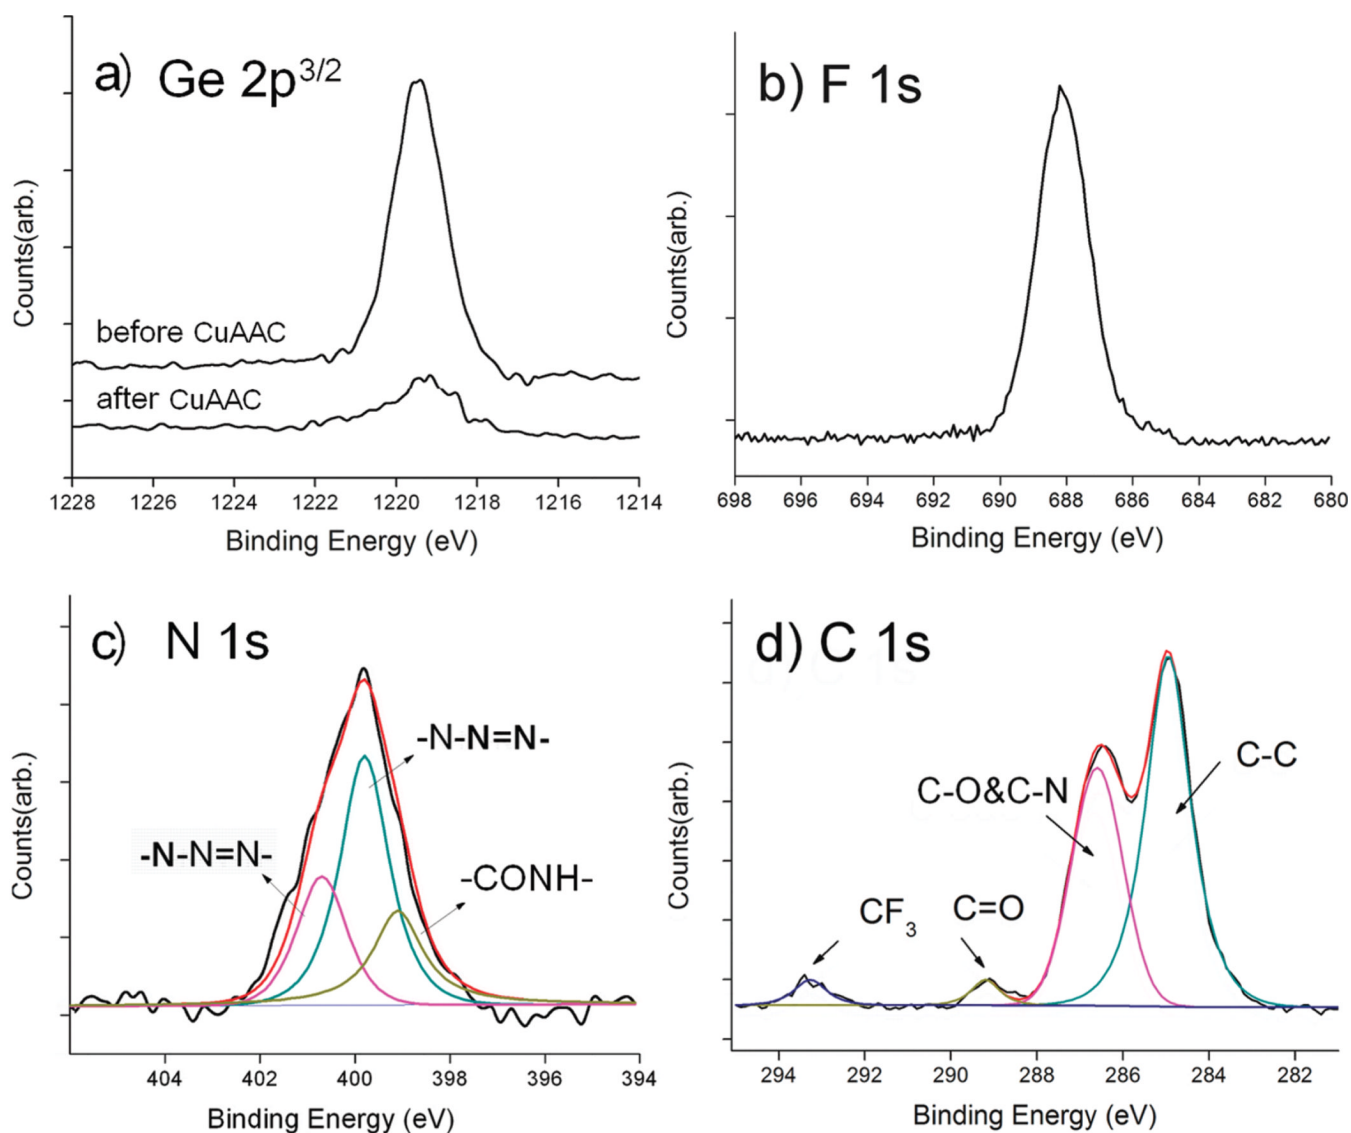 a) Ge 2p3/2
before CuAAC
after CuAAC
Counts(arb.)
1228 1226 1224 1222 1220 1218 1216 1214
Binding Energy (eV)
b) F 1s
Counts(arb.)
698 696 694 692 690 688 686 684 682 680
Binding Energy (eV)
c) N 1s
-N-N=N-
-N-N=N-
-CONH-
Counts(arb.)
404 402 400 398 396 394
Binding Energy (eV)
d) C 1s
C-C
C-O&C-N
CF3
C=O
Counts(arb.)
294 292 290 288 286 284 282
Binding Energy (eV)